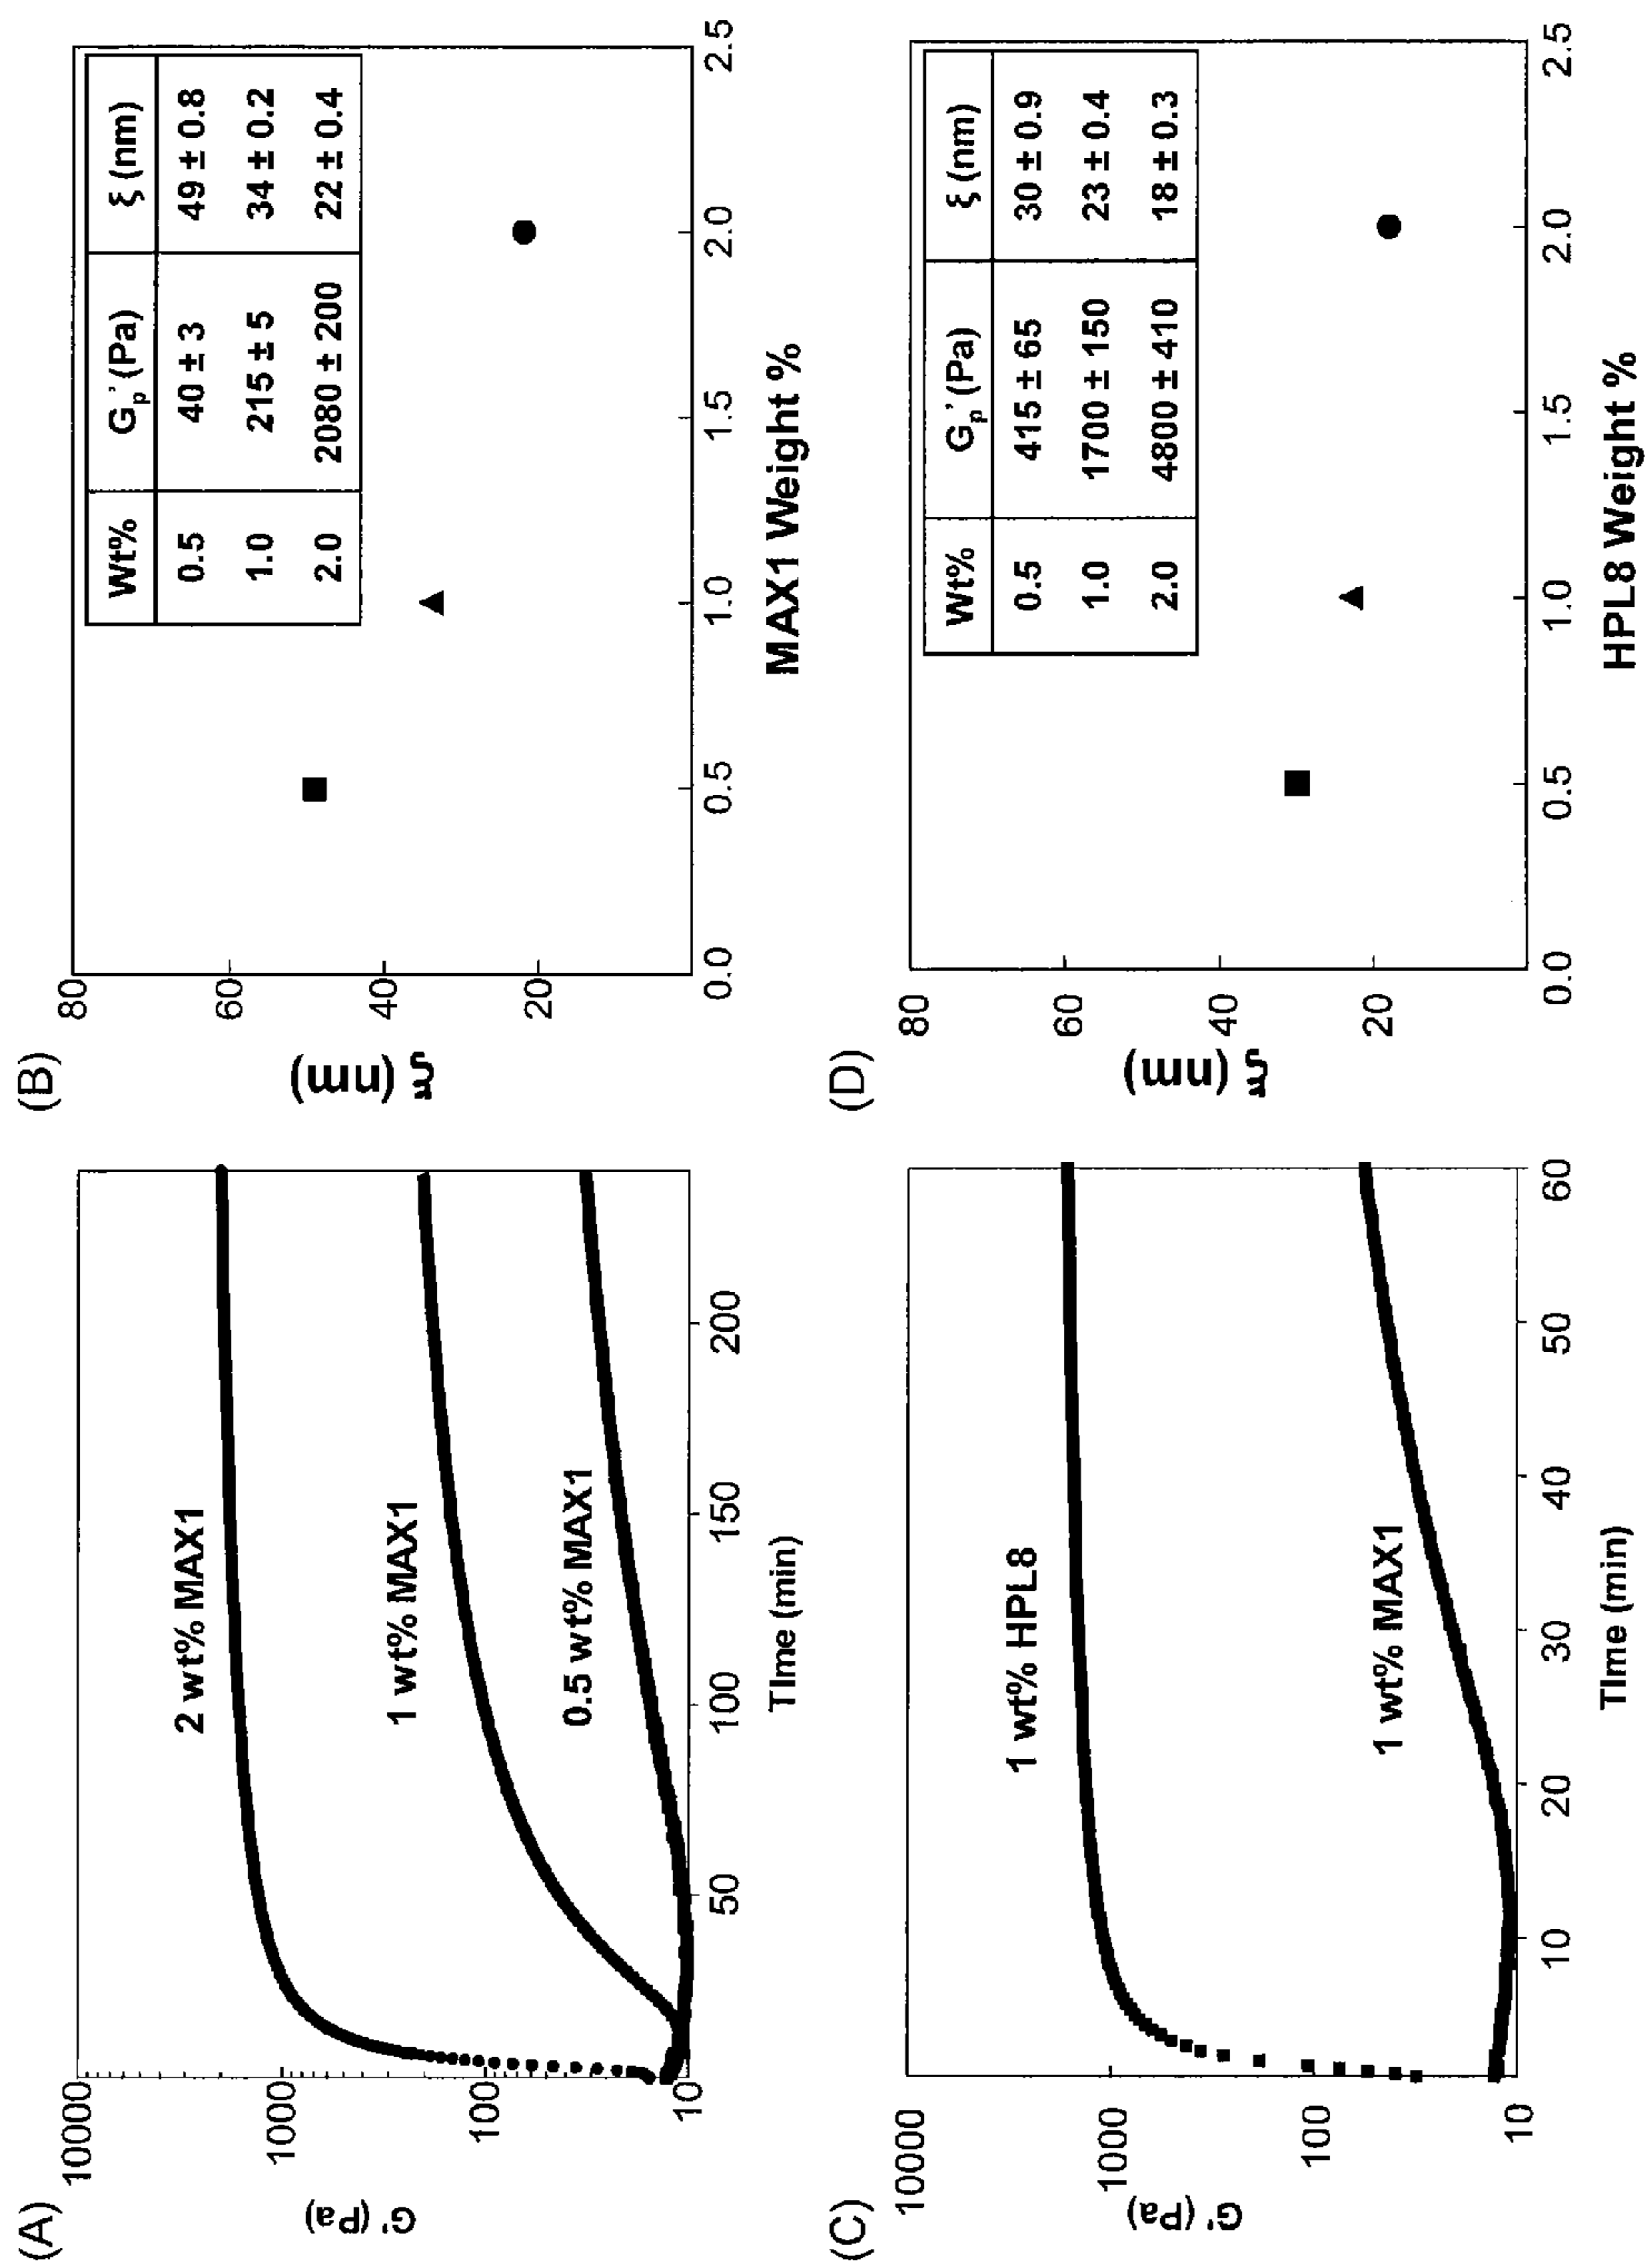 (A)
10000
1000
100
10
G' (Pa)
2 wt% MAX1
1 wt% MAX1
0.5 wt% MAX1
50
100
150
200
TIme (min)
(B)
80
60
40
20
ξ (nm)
Wt% Gp' (Pa) ξ (nm)
0.5 40 ± 3 49 ± 0.8
1.0 215 ± 5 34 ± 0.2
2.0 2080 ± 200 22 ± 0.4
0.0 0.5 1.0 1.5 2.0 2.5
MAX1 Weight %
(C)
10000
1000
100
10
G' (Pa)
1 wt% HPL8
1 wt% MAX1
10 20 30 40 50 60
TIme (min)
(D)
80
60
40
20
ξ (nm)
Wt% Gp' (Pa) ξ (nm)
0.5 415 ± 65 30 ± 0.9
1.0 1700 ± 150 23 ± 0.4
2.0 4800 ± 410 18 ± 0.3
0.0 0.5 1.0 1.5 2.0 2.5
HPL8 Weight %